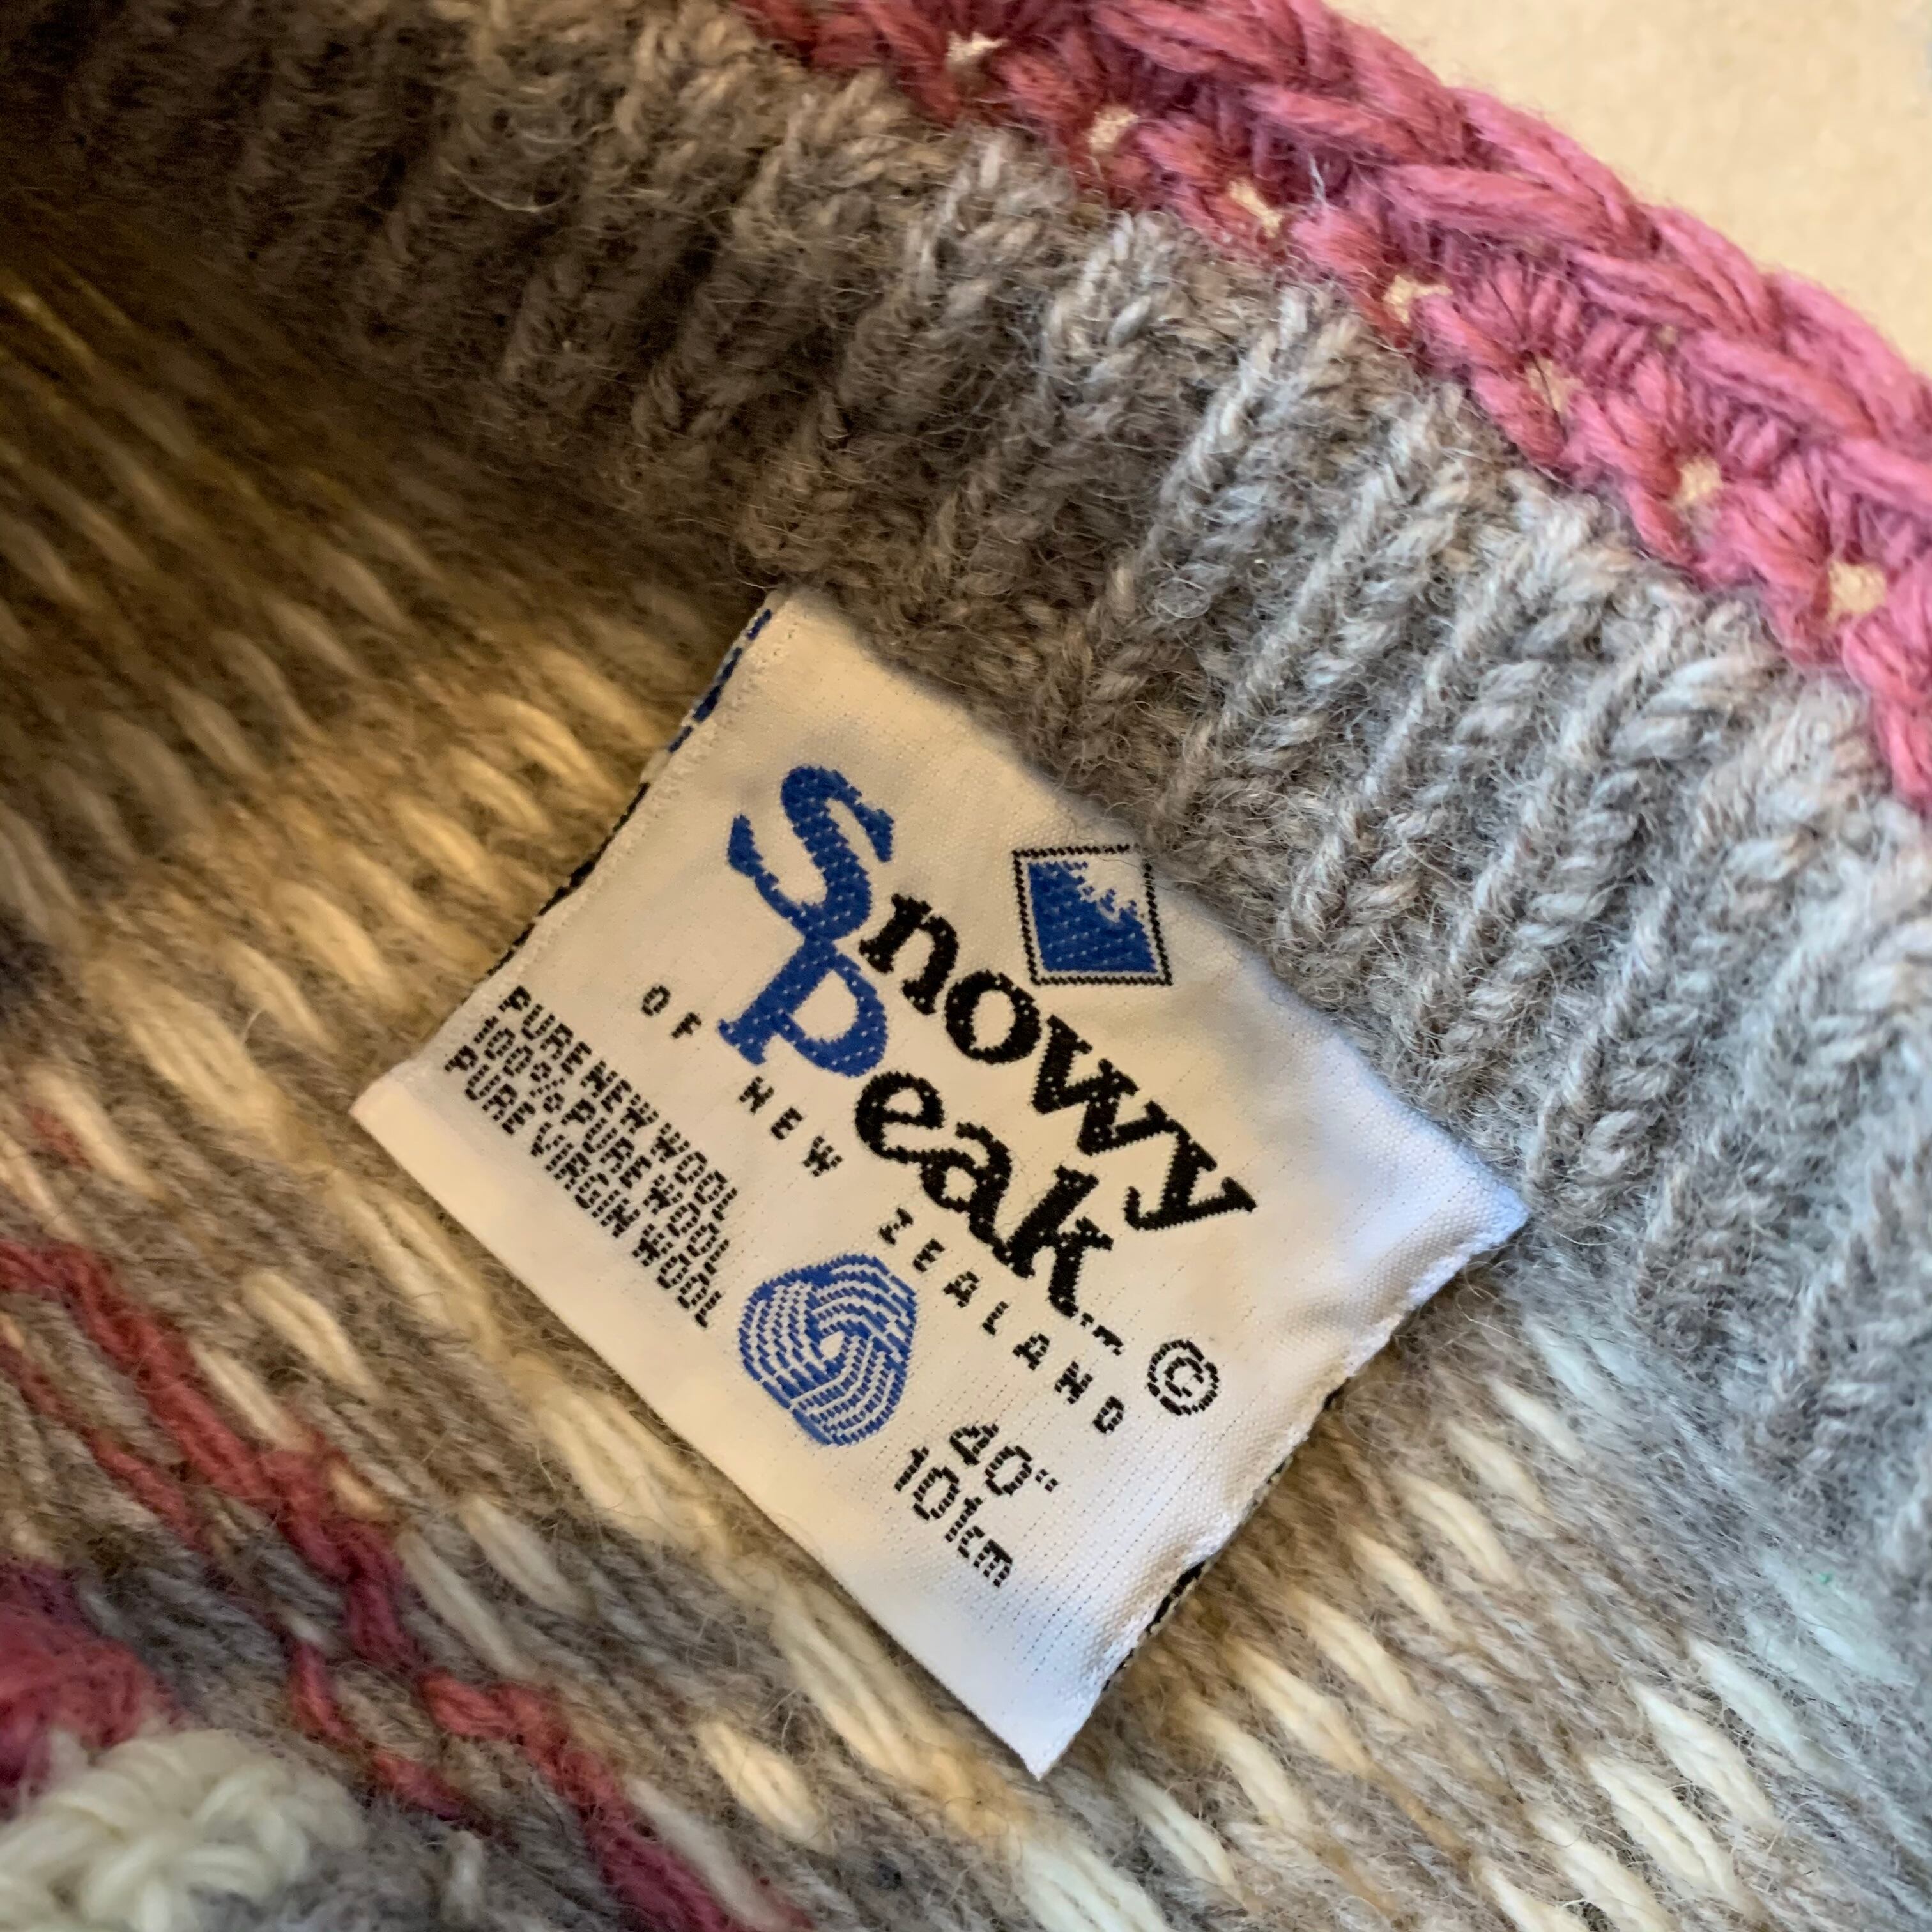 Snowy
Peak
OF NEW ZEALAND
©
PURE NEW WOOL
100% PURE WOOL
PURE VIRGIN WOOL
40"
101cm